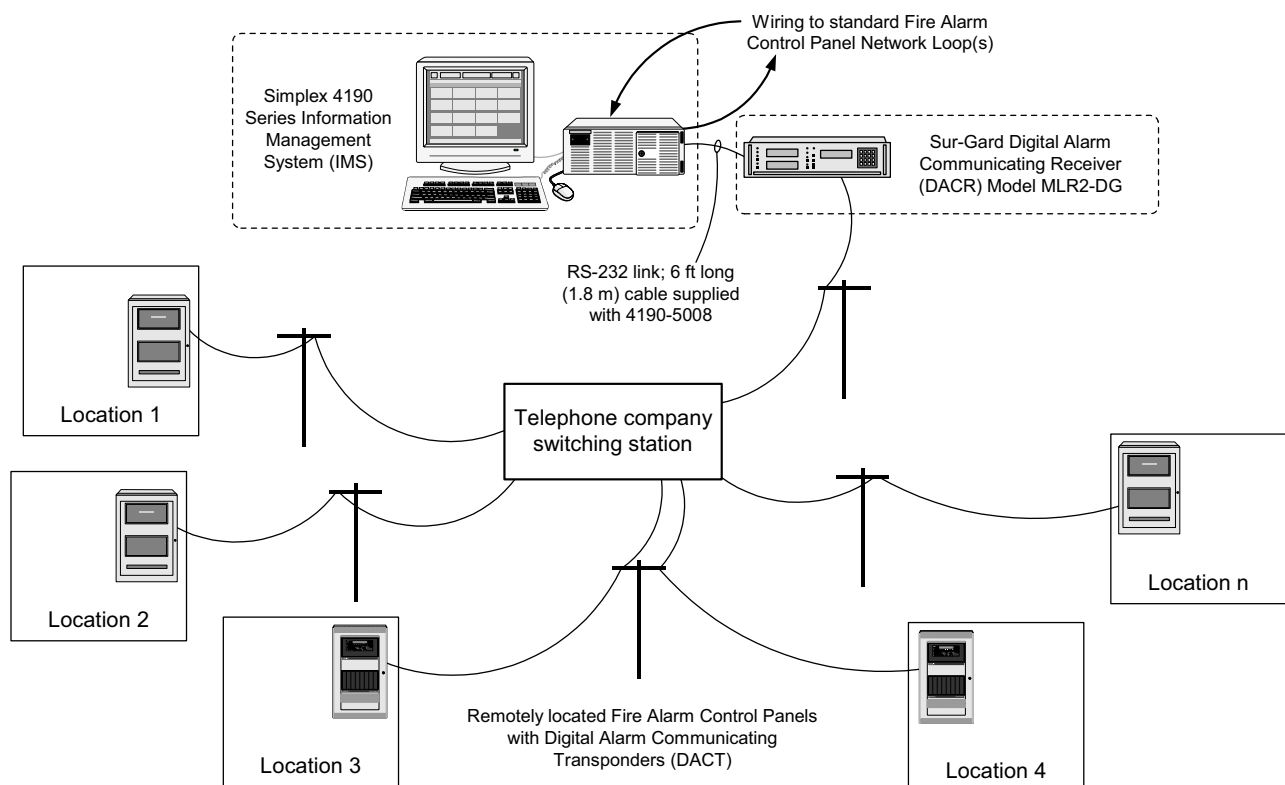 Wiring to standard Fire Alarm
Control Panel Network Loop(s)
Simplex 4190
Series Information
Management
System (IMS)
Sur-Gard Digital Alarm
Communicating Receiver
(DACR) Model MLR2-DG
RS-232 link; 6 ft long
(1.8 m) cable supplied
with 4190-5008
Location 1
Telephone company
switching station
Location 2
Location n
Location 3
Remotely located Fire Alarm Control Panels
with Digital Alarm Communicating
Transponders (DACT)
Location 4